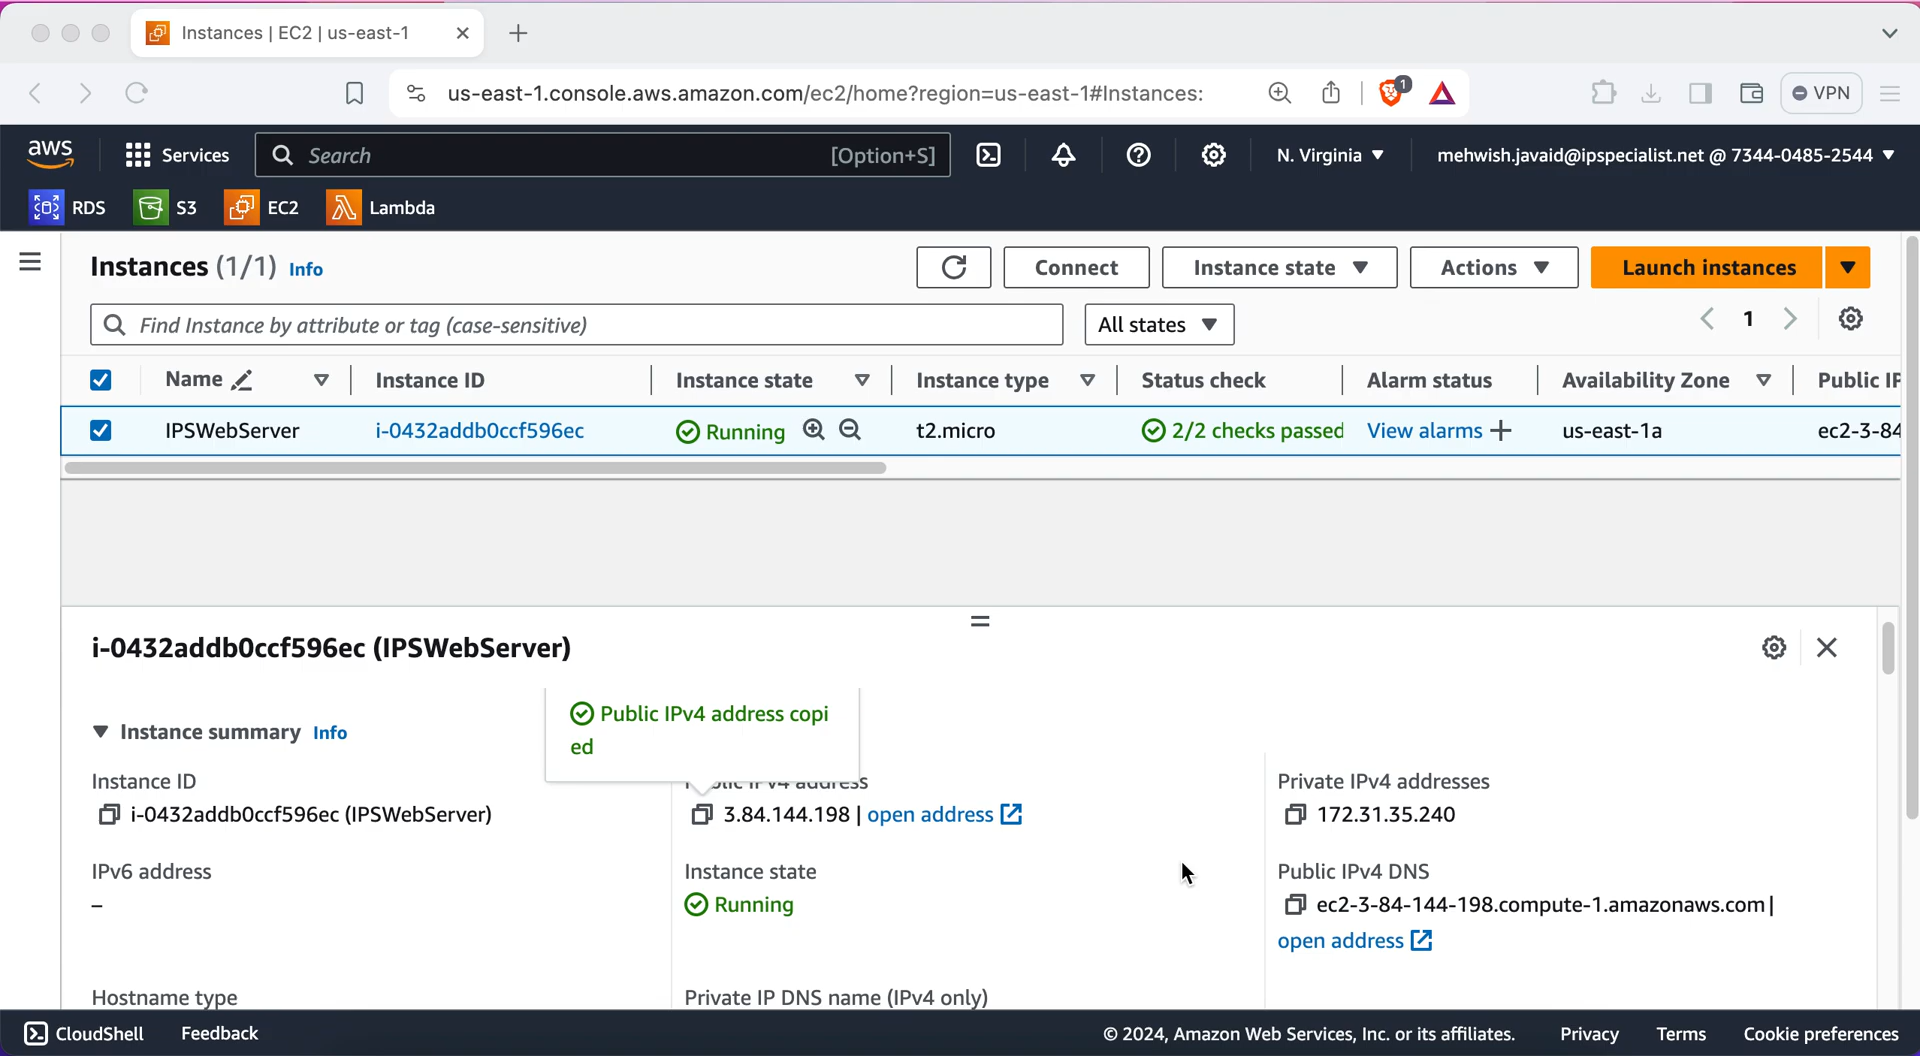 Instances | EC2 | us-east-1
us-east-1.console.aws.amazon.com/ec2/home?region=us-east-1#Instances:
1
VPN
aws
Services
Search
[Option+S]
N. Virginia
mehwish.javaid@ipspecialist.net @ 7344-0485-2544
RDS
S3
EC2
Lambda
Instances (1/1) Info
Connect
Instance state
Actions
Launch instances
Find Instance by attribute or tag (case-sensitive)
All states
1
Name
Instance ID
Instance state
Instance type
Status check
Alarm status
Availability Zone
Public IP
IPSWebServer
i-0432addb0ccf596ec
Running
t2.micro
2/2 checks passed
View alarms
us-east-1a
ec2-3-84
i-0432addb0ccf596ec (IPSWebServer)
Public IPv4 address copi
ed
Instance summary Info
Instance ID
i-0432addb0ccf596ec (IPSWebServer)
Public IPv4 address
3.84.144.198 | open address
Private IPv4 addresses
172.31.35.240
IPv6 address
–
Instance state
Running
Public IPv4 DNS
ec2-3-84-144-198.compute-1.amazonaws.com |
open address
Hostname type
Private IP DNS name (IPv4 only)
CloudShell
Feedback
© 2024, Amazon Web Services, Inc. or its affiliates.
Privacy
Terms
Cookie preferences